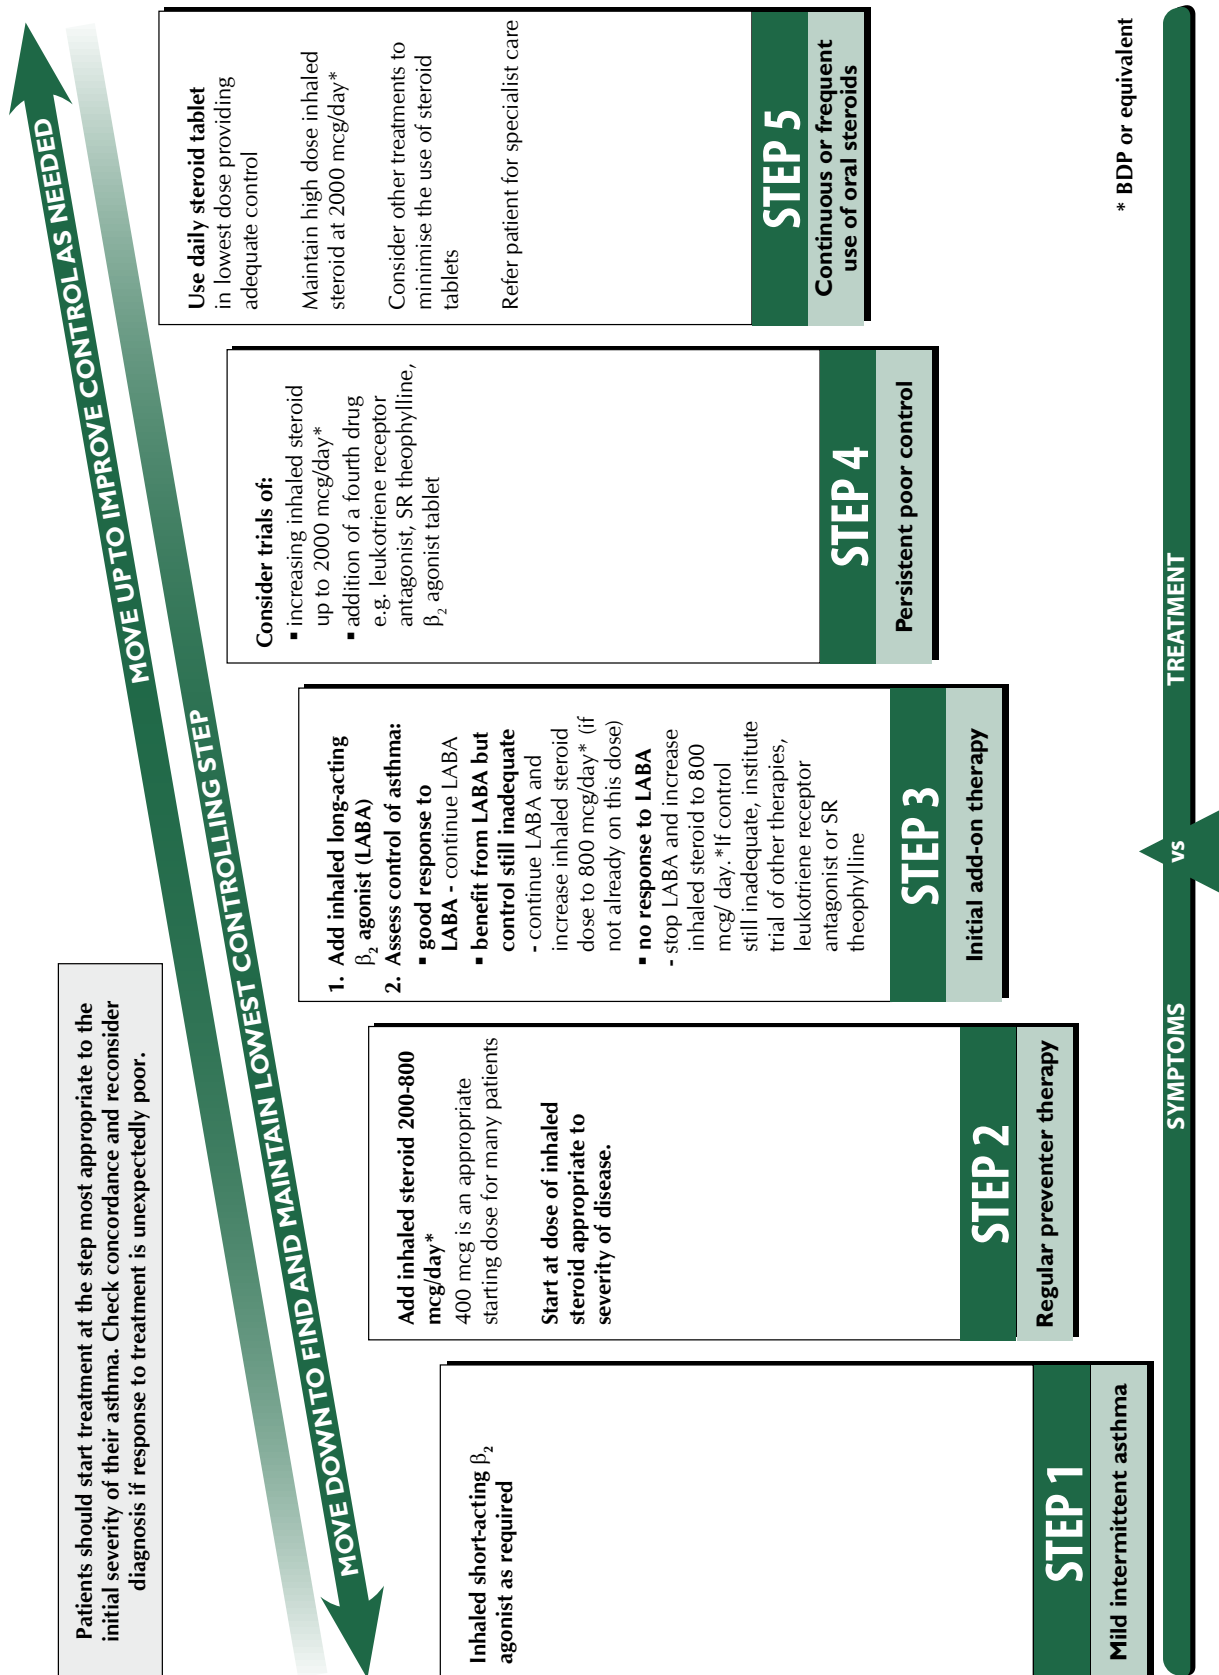 Patients should start treatment at the step most appropriate to the
initial severity of their asthma. Check concordance and reconsider
diagnosis if response to treatment is unexpectedly poor.
MOVE UP TO IMPROVE CONTROL AS NEEDED
MOVE DOWN TO FIND AND MAINTAIN LOWEST CONTROLLING STEP
Inhaled short-acting β₂
agonist as required
STEP 1
Mild intermittent asthma
Add inhaled steroid 200-800
mcg/day*
400 mcg is an appropriate
starting dose for many patients
Start at dose of inhaled
steroid appropriate to
severity of disease.
STEP 2
Regular preventer therapy
1. Add inhaled long-acting
β₂ agonist (LABA)
2. Assess control of asthma:
▪ good response to
LABA - continue LABA
▪ benefit from LABA but
control still inadequate
- continue LABA and
increase inhaled steroid
dose to 800 mcg/day* (if
not already on this dose)
▪ no response to LABA
- stop LABA and increase
inhaled steroid to 800
mcg/ day.*If control
still inadequate, institute
trial of other therapies,
leukotriene receptor
antagonist or SR
theophylline
STEP 3
Initial add-on therapy
Consider trials of:
▪ increasing inhaled steroid
up to 2000 mcg/day*
▪ addition of a fourth drug
e.g. leukotriene receptor
antagonist, SR theophylline,
β₂ agonist tablet
STEP 4
Persistent poor control
Use daily steroid tablet
in lowest dose providing
adequate control
Maintain high dose inhaled
steroid at 2000 mcg/day*
Consider other treatments to
minimise the use of steroid
tablets
Refer patient for specialist care
STEP 5
Continuous or frequent
use of oral steroids
* BDP or equivalent
SYMPTOMS vs TREATMENT